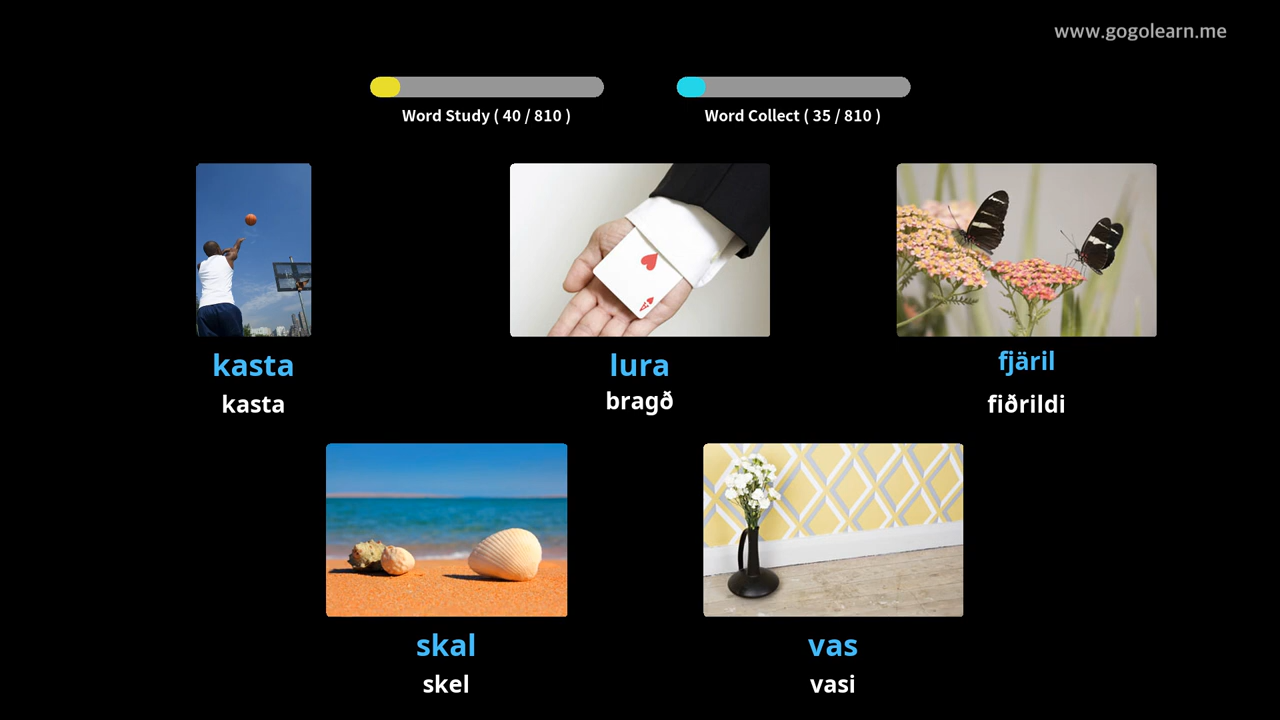 www.gogolearn.me
Word Study ( 40 / 810 )
Word Collect ( 35 / 810 )
kasta
kasta
lura
bragð
fjäril
fiðrildi
skal
skel
vas
vasi